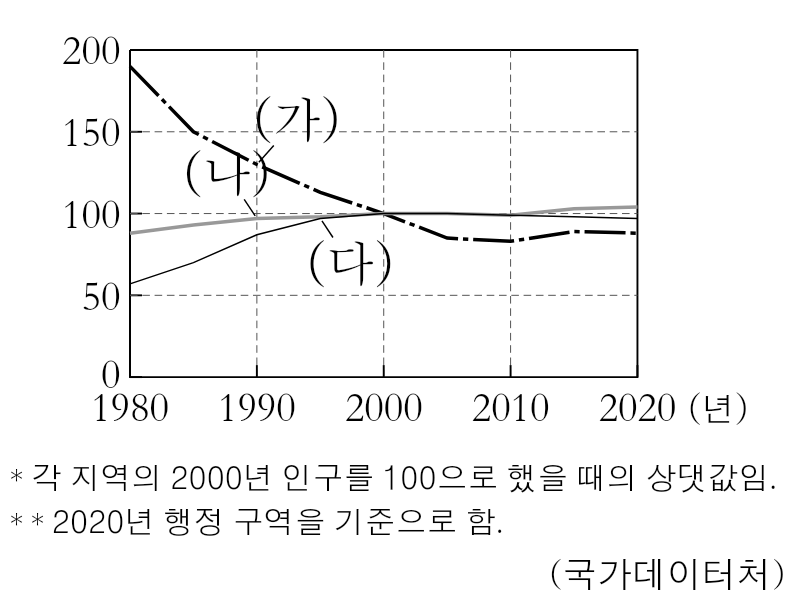 200
(가)
150
(나)
100
(다)
50
0
1980 1990 2000 2010 2020 (년)
* 각 지역의 2000년 인구를 100으로 했을 때의 상댓값임.
* * 2020년 행정 구역을 기준으로 함.
(국가데이터처)